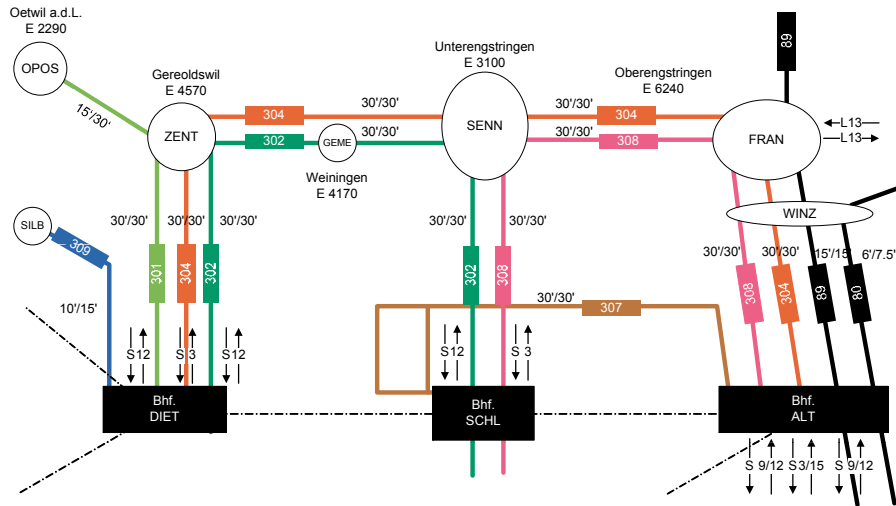 Oetwil a.d.L.
E 2290
OPOS
15'/30'
Gereoldswil
E 4570
ZENT
304
30'/30'
302
GEME
30'/30'
Weiningen
E 4170
Unterengstringen
E 3100
SENN
30'/30'
304
30'/30'
308
Oberengstringen
E 6240
89
FRAN
L13
L13
WINZ
SILB
309
10'/15'
30'/30'
30'/30'
30'/30'
301
304
302
30'/30'
30'/30'
302
308
30'/30'
307
30'/30'
30'/30'
15'/15'
6'/7.5'
308
304
89
80
S12
S 3
S12
S12
S 3
Bhf.
DIET
Bhf.
SCHL
Bhf.
ALT
S 9/12
S 3/15
S 9/12